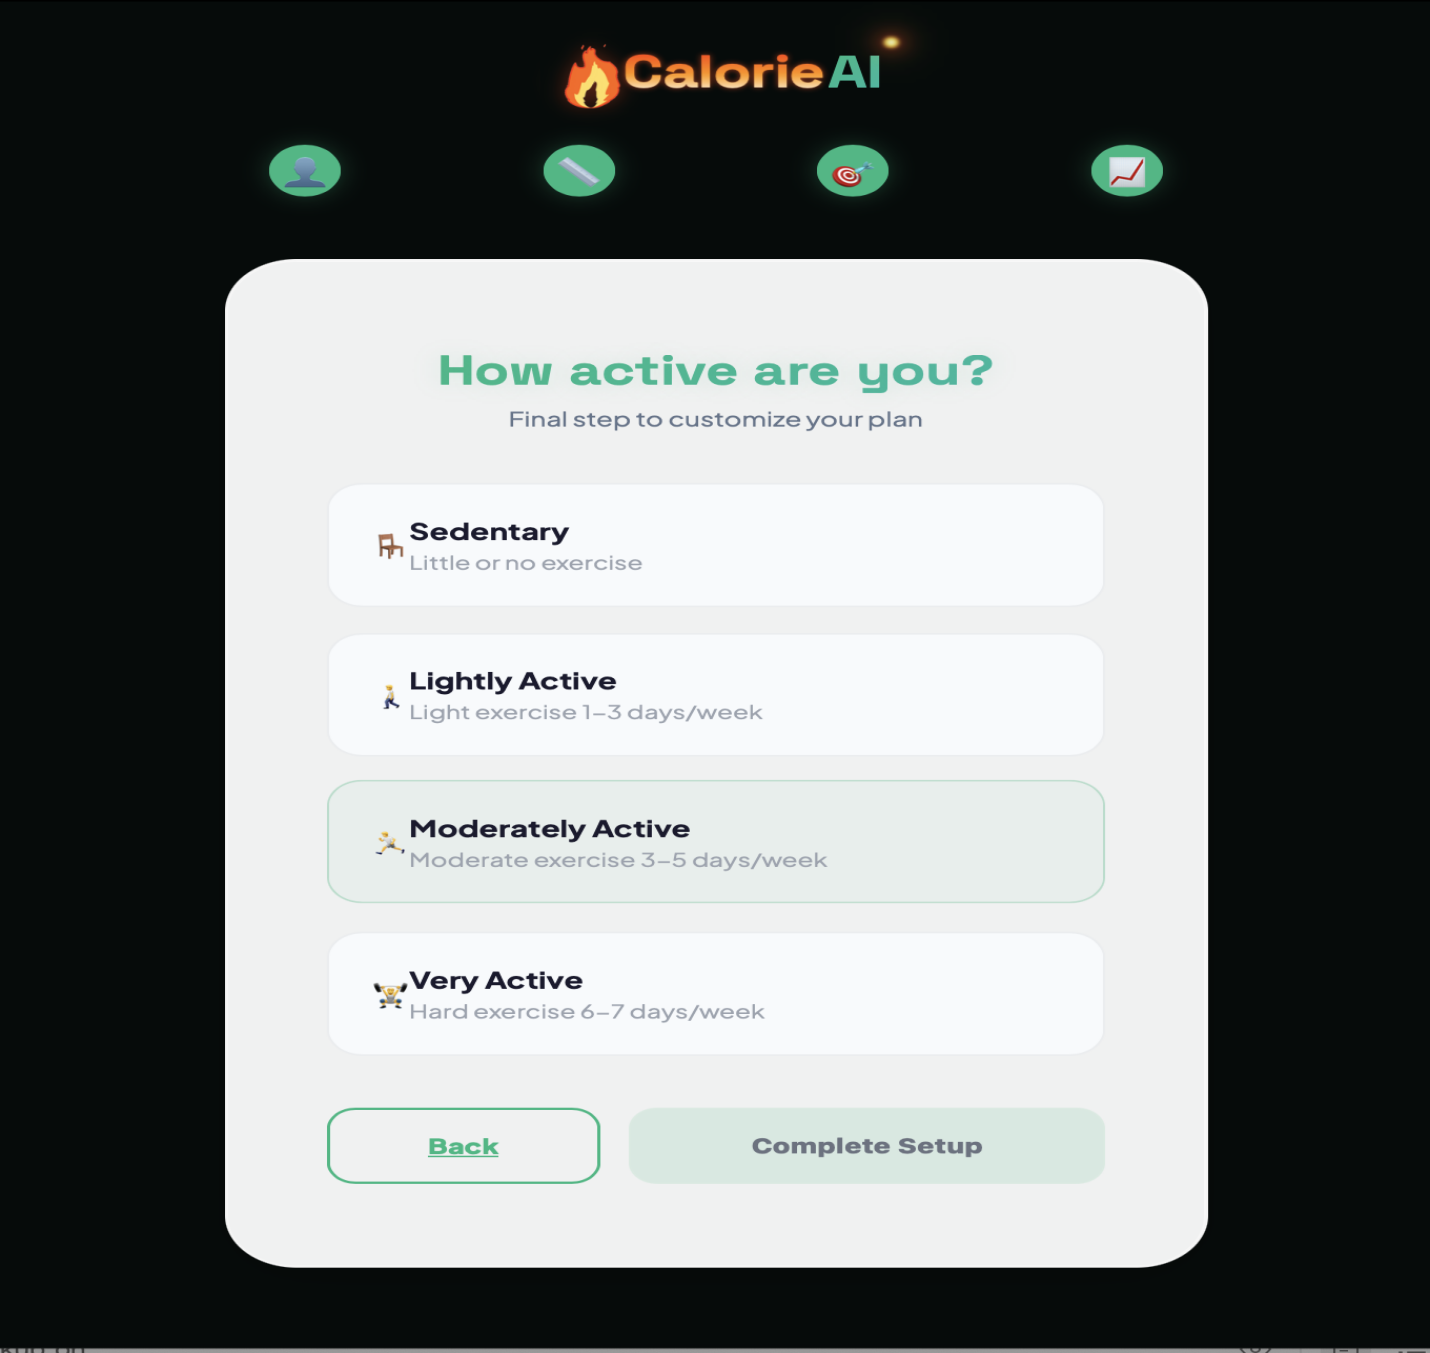 CalorieAI
How active are you?
Final step to customize your plan
Sedentary
Little or no exercise
Lightly Active
Light exercise 1–3 days/week
Moderately Active
Moderate exercise 3–5 days/week
Very Active
Hard exercise 6–7 days/week
Back
Complete Setup